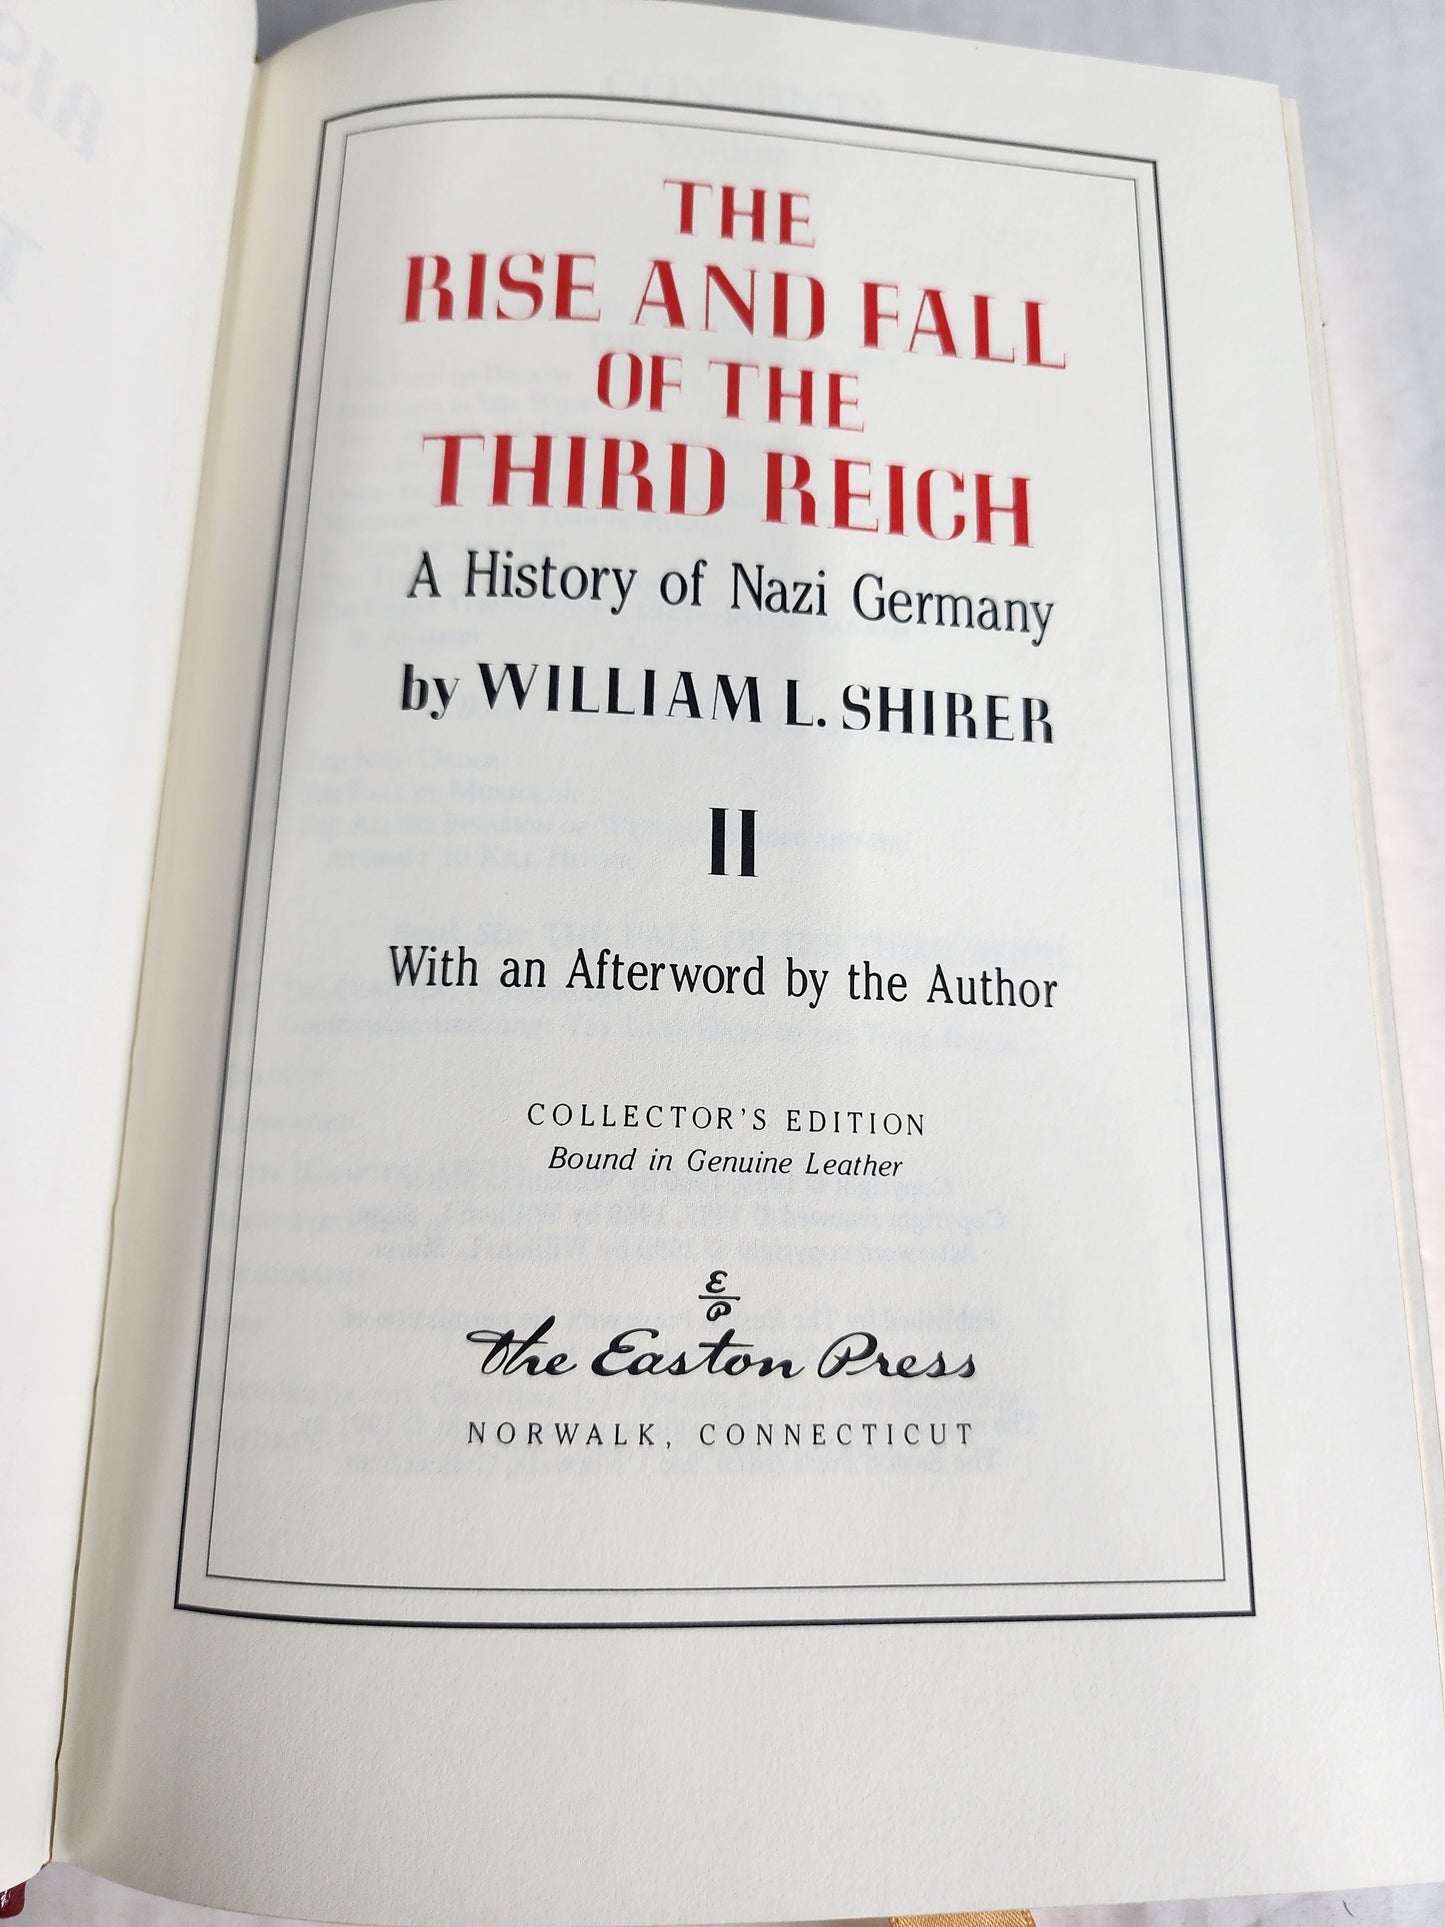 THE
RISE AND FALL
OF THE
THIRD REICH
A History of Nazi Germany
by WILLIAM L. SHIRER
II
With an Afterword by the Author
COLLECTOR'S EDITION
Bound in Genuine Leather
E
P
The Easton Press
NORWALK, CONNECTICUT